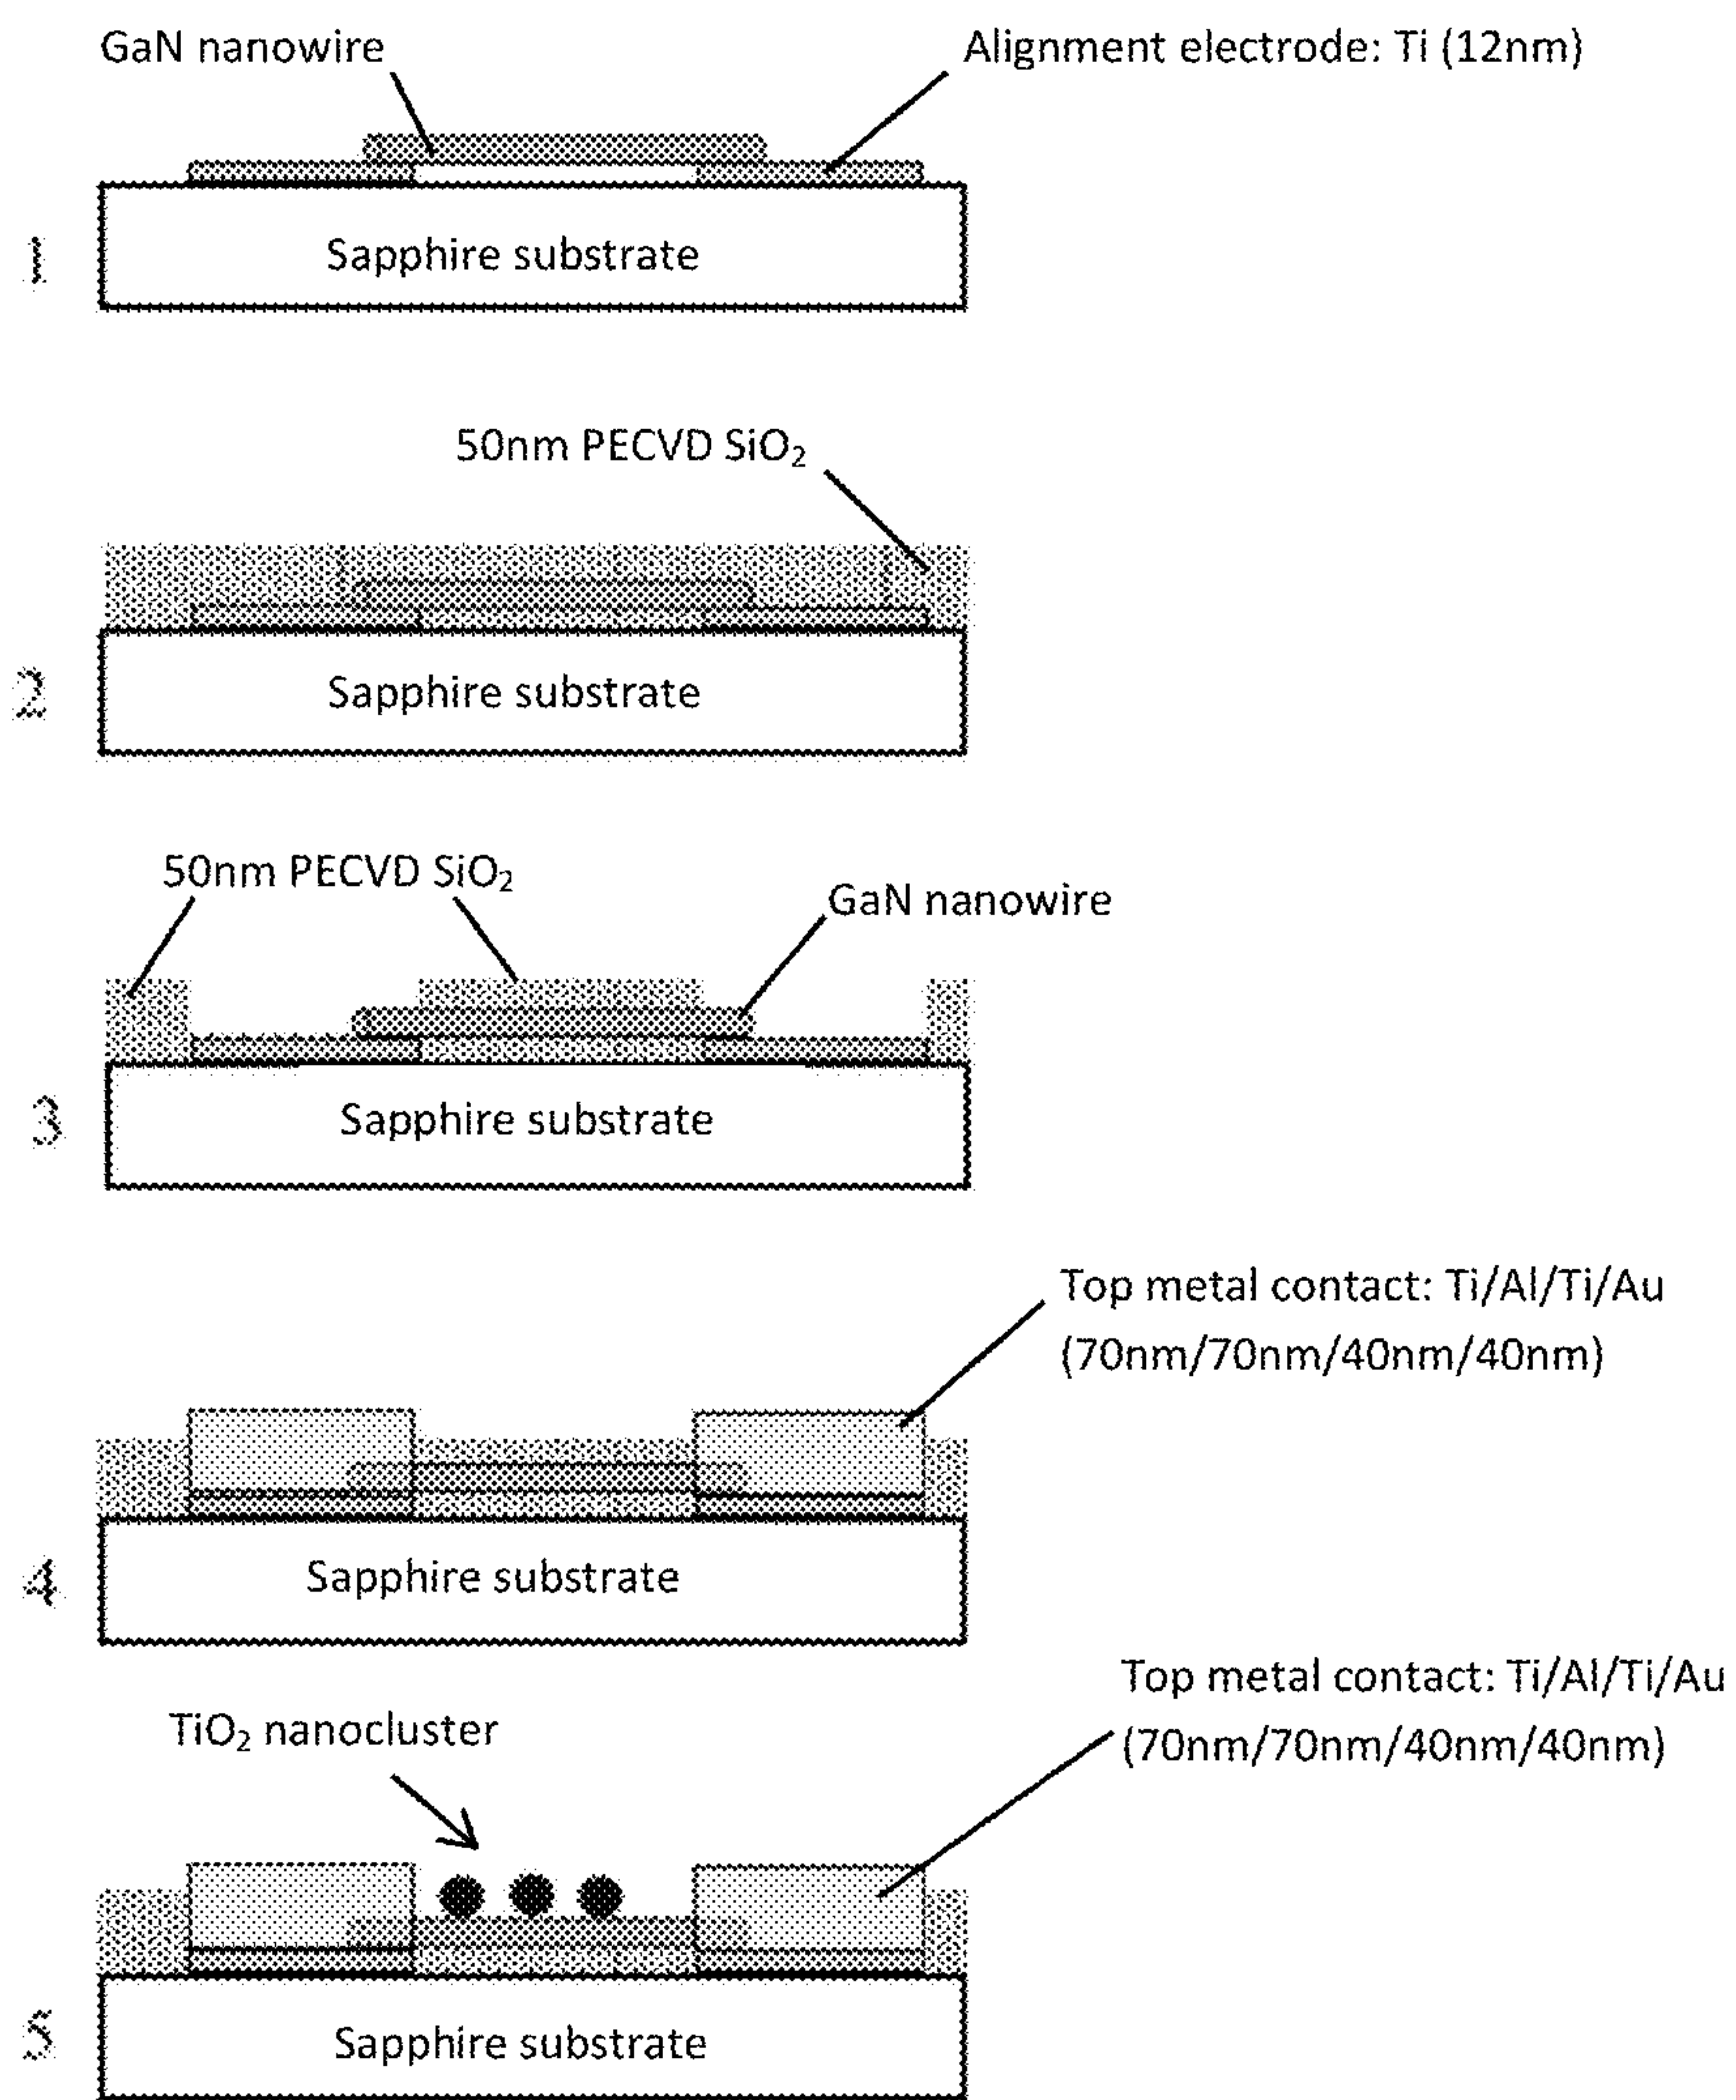 GaN nanowire
Alignment electrode: Ti (12nm)
Sapphire substrate
1
50nm PECVD SiO₂
Sapphire substrate
2
50nm PECVD SiO₂
GaN nanowire
Sapphire substrate
3
Top metal contact: Ti/Al/Ti/Au
(70nm/70nm/40nm/40nm)
Sapphire substrate
4
Top metal contact: Ti/Al/Ti/Au
(70nm/70nm/40nm/40nm)
TiO₂ nanocluster
Sapphire substrate
5